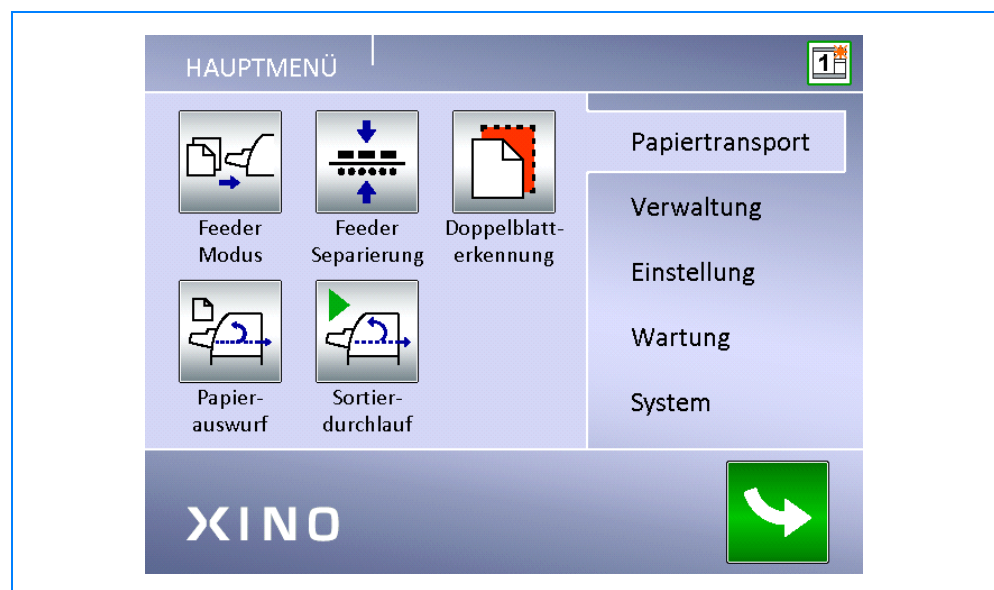 HAUPTMENÜ
1
Feeder
Modus
Feeder
Separierung
Doppelblatt-
erkennung
Papier-
auswurf
Sortier-
durchlauf
Papiertransport
Verwaltung
Einstellung
Wartung
System
XINO